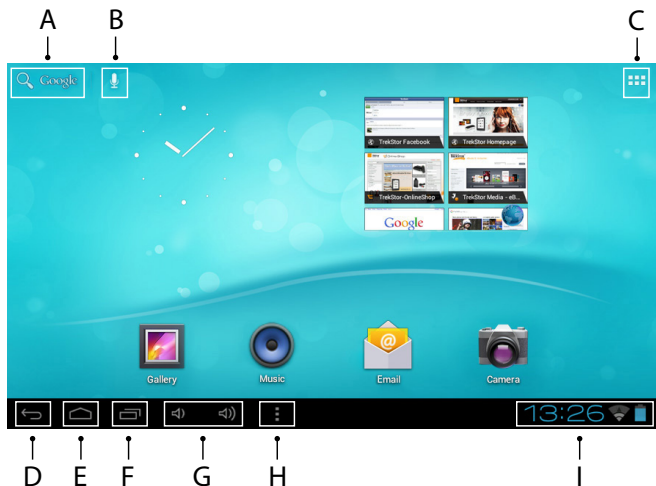 A B C
Google
TrekStor Facebook TrekStor Homepage
TrekStor-OnlineShop TrekStor Media - eB...
Google
Gallery Music Email Camera
13:26
D E F G H I